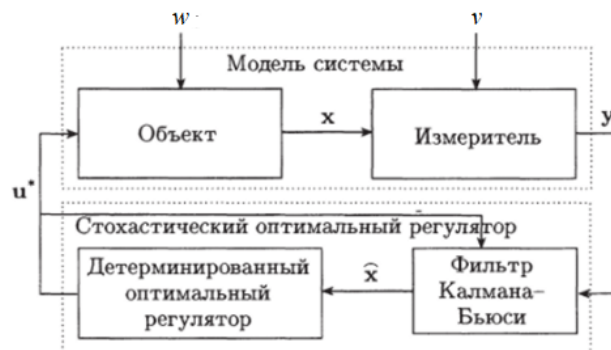 w
v
Модель системы
Объект
x
Измеритель
y
u*
Стохастический оптимальный регулятор
Детерминированный
оптимальный
регулятор
x̂
Фильтр
Калмана–
Бьюси